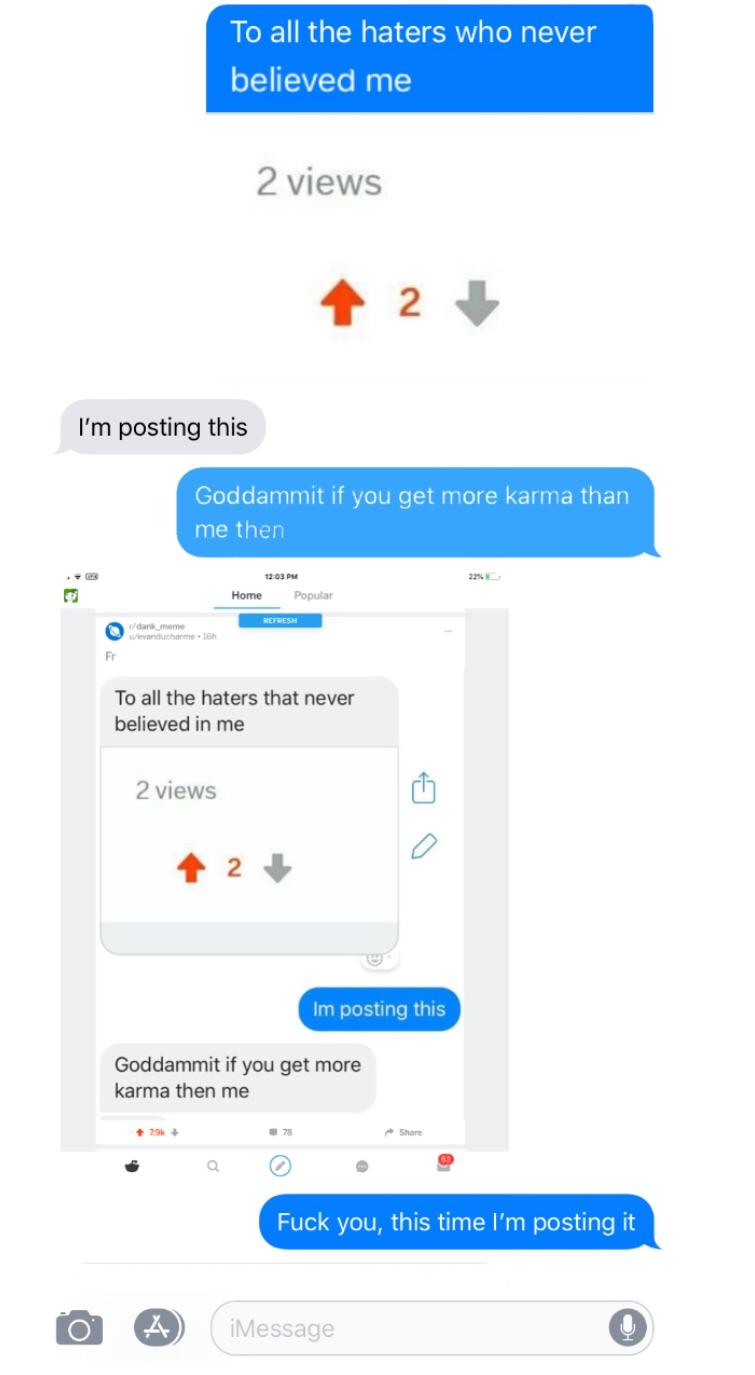 To all the haters who never
believed me
2 views
2
I'm posting this
Goddammit if you get more karma than
me then
12:03 PM
22%
Home Popular
r/dank_meme
u/evanducharme • 16h
REFRESH
Fr
To all the haters that never
believed in me
2 views
2
Im posting this
Goddammit if you get more
karma then me
7.9k 78 Share
53
Fuck you, this time I'm posting it
iMessage